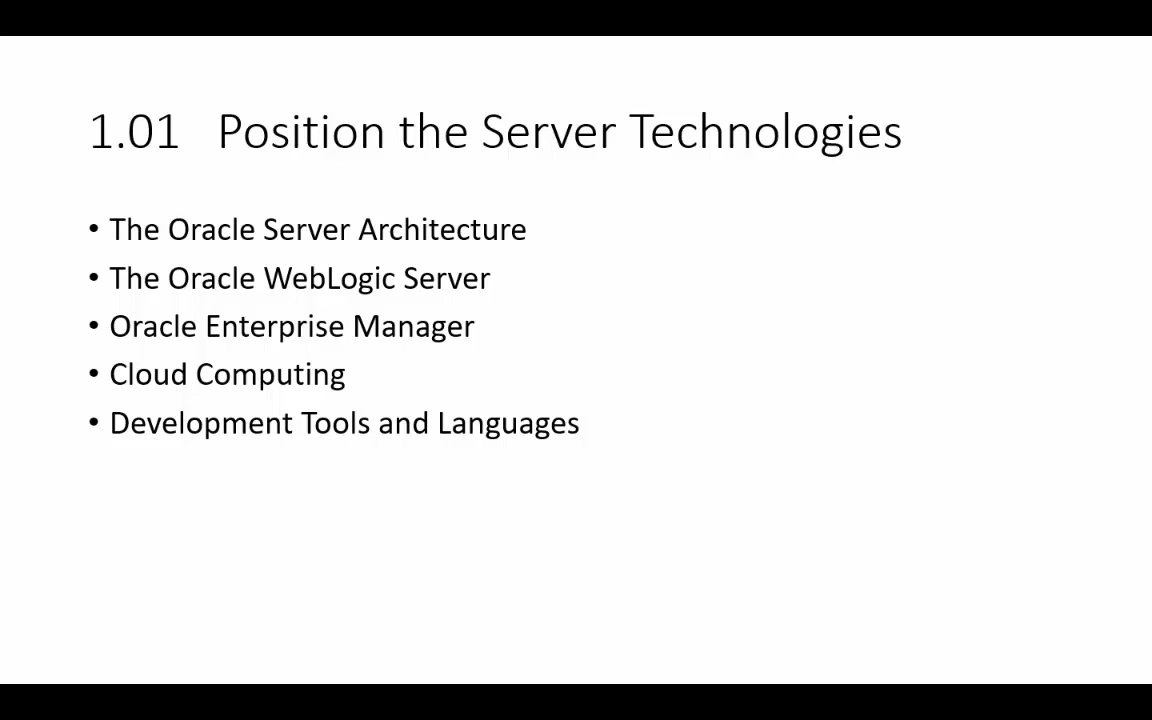 1.01 Position the Server Technologies
• The Oracle Server Architecture
• The Oracle WebLogic Server
• Oracle Enterprise Manager
• Cloud Computing
• Development Tools and Languages